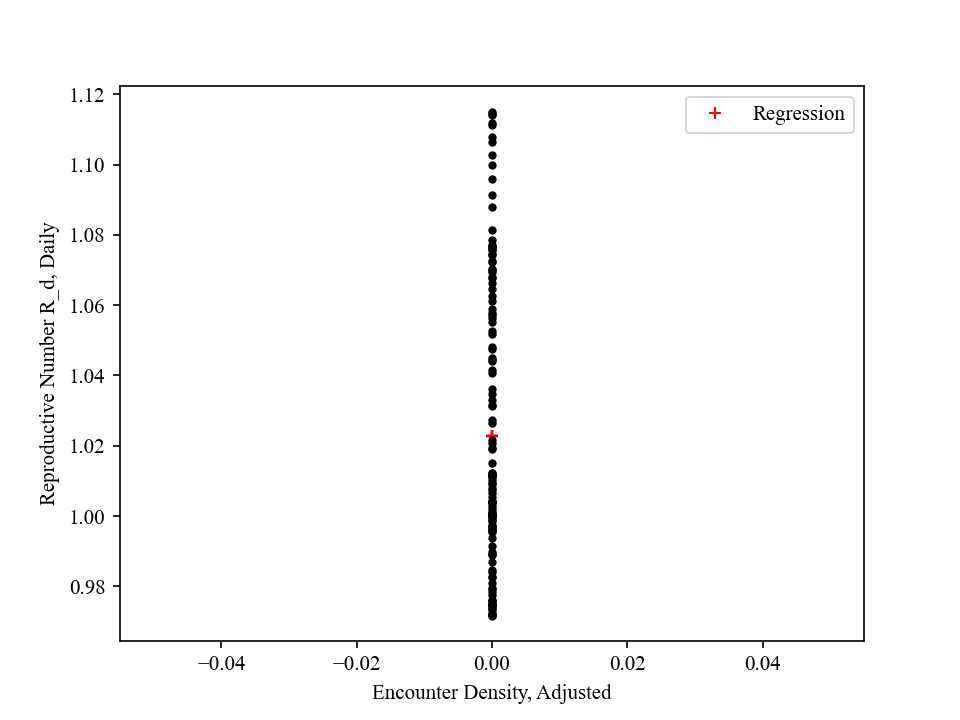 1.12
Regression
1.10
1.08
1.06
1.04
1.02
1.00
0.98
Reproductive Number R_d, Daily
−0.04 −0.02 0.00 0.02 0.04
Encounter Density, Adjusted